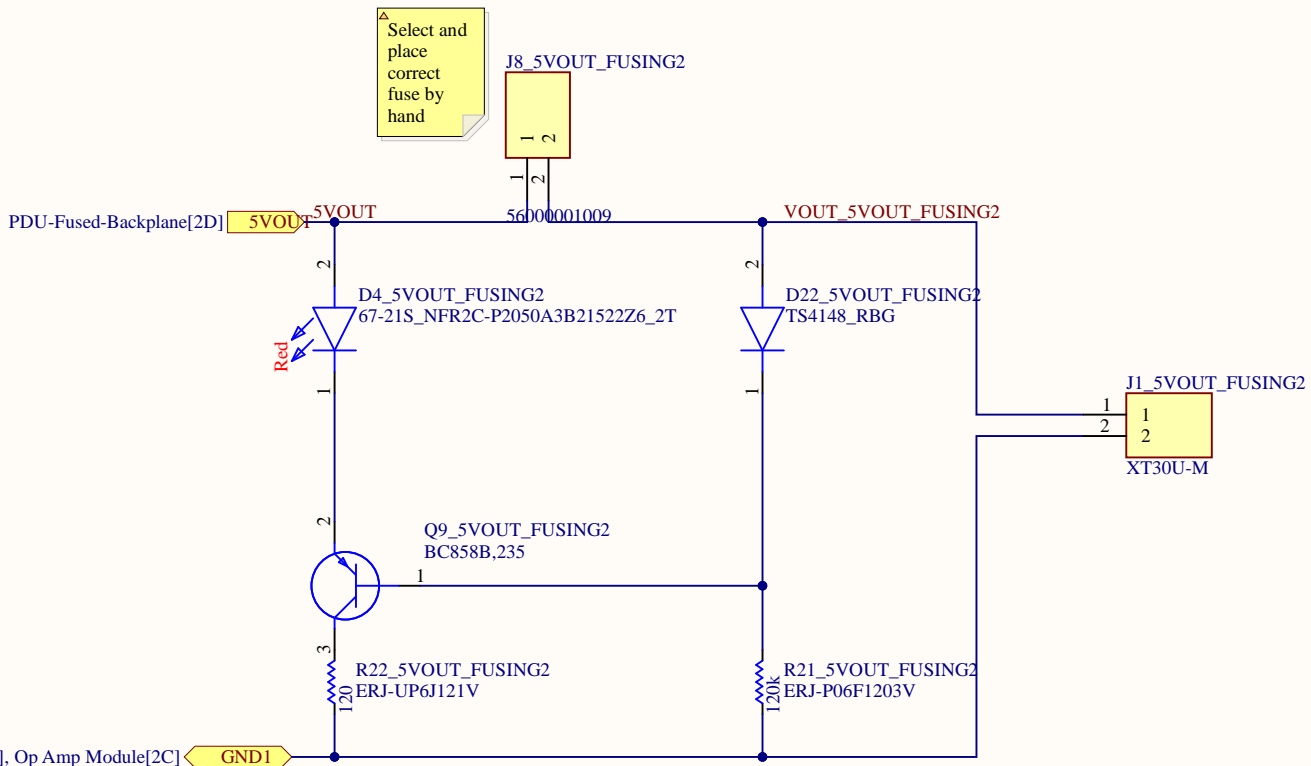 Select and
place
correct
fuse by
hand
J8_5VOUT_FUSING2
1
2
1
2
56000001009
PDU-Fused-Backplane[2D]
5VOUT
5VOUT
VOUT_5VOUT_FUSING2
2
D4_5VOUT_FUSING2
67-21S_NFR2C-P2050A3B21522Z6_2T
Red
1
2
D22_5VOUT_FUSING2
TS4148_RBG
1
J1_5VOUT_FUSING2
1
1
2
2
XT30U-M
2
Q9_5VOUT_FUSING2
BC858B,235
1
3
R22_5VOUT_FUSING2
ERJ-UP6J121V
120
R21_5VOUT_FUSING2
ERJ-P06F1203V
120k
], Op Amp Module[2C]
GND1